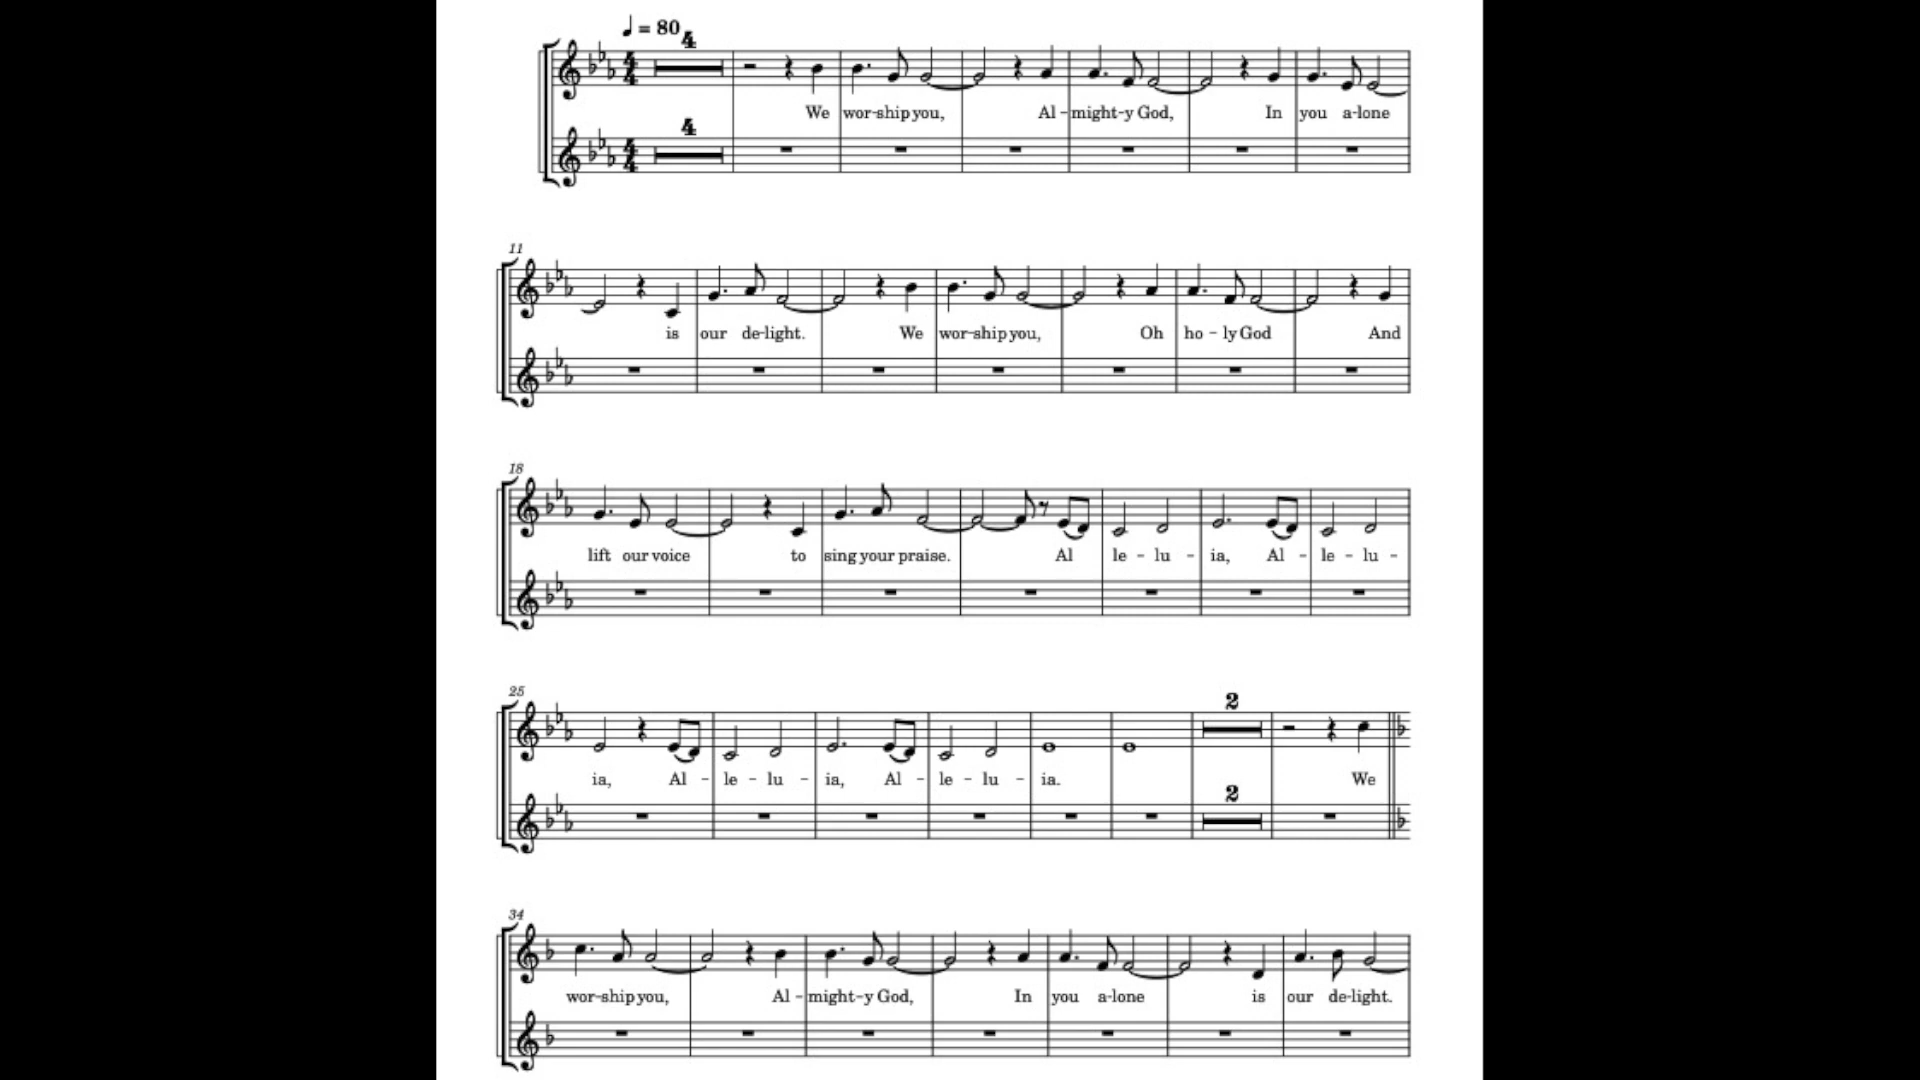 ♩ = 80
4
4
We wor-ship you, Al-might-y God, In you a-lone
11
is our de-light. We wor-ship you, Oh ho-ly God And
18
lift our voice to sing your praise. Al le-lu-ia, Al-le-lu-
25
2
ia, Al-le-lu-ia, Al-le-lu-ia. We
2
34
wor-ship you, Al-might-y God, In you a-lone is our de-light.